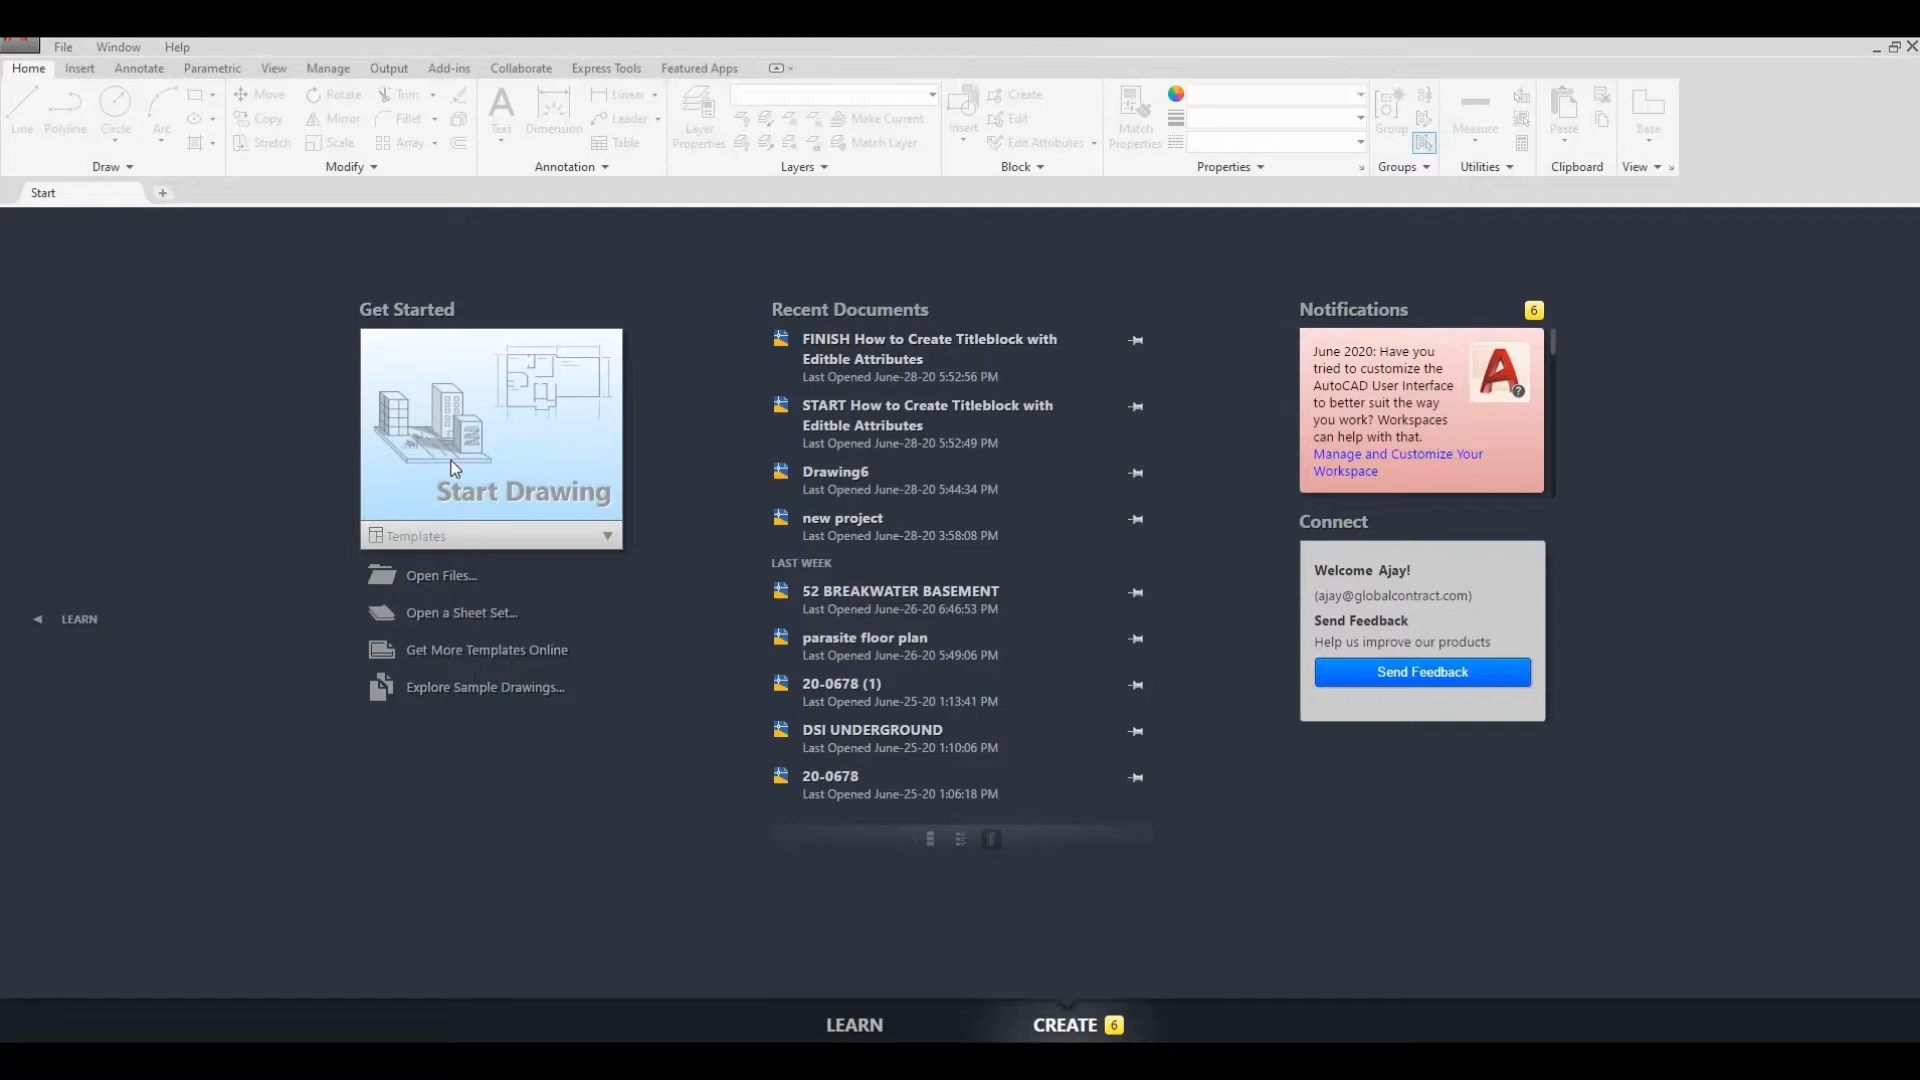 File Window Help
Home Insert Annotate Parametric View Manage Output Add-ins Collaborate Express Tools Featured Apps
Line
Polyline
Circle
Arc
Draw
Move Rotate Trim
Copy Mirror Fillet
Stretch Scale Array
Modify
Text
Dimension
Linear
Leader
Table
Annotation
Layer
Properties
Make Current
Match Layer
Layers
Insert
Create
Edit
Edit Attributes
Block
Match
Properties
Properties
Group
Groups
Measure
Utilities
Paste
Clipboard
Base
View
Start
Get Started
Start Drawing
Templates
Open Files...
Open a Sheet Set...
Get More Templates Online
Explore Sample Drawings...
LEARN
Recent Documents
FINISH How to Create Titleblock with
Editble Attributes
Last Opened June-28-20 5:52:56 PM
START How to Create Titleblock with
Editble Attributes
Last Opened June-28-20 5:52:49 PM
Drawing6
Last Opened June-28-20 5:44:34 PM
new project
Last Opened June-28-20 3:58:08 PM
LAST WEEK
52 BREAKWATER BASEMENT
Last Opened June-26-20 6:46:53 PM
parasite floor plan
Last Opened June-26-20 5:49:06 PM
20-0678 (1)
Last Opened June-25-20 1:13:41 PM
DSI UNDERGROUND
Last Opened June-25-20 1:10:06 PM
20-0678
Last Opened June-25-20 1:06:18 PM
Notifications 6
June 2020: Have you
tried to customize the
AutoCAD User Interface
to better suit the way
you work? Workspaces
can help with that.
Manage and Customize Your
Workspace
Connect
Welcome Ajay!
(ajay@globalcontract.com)
Send Feedback
Help us improve our products
Send Feedback
LEARN
CREATE 6